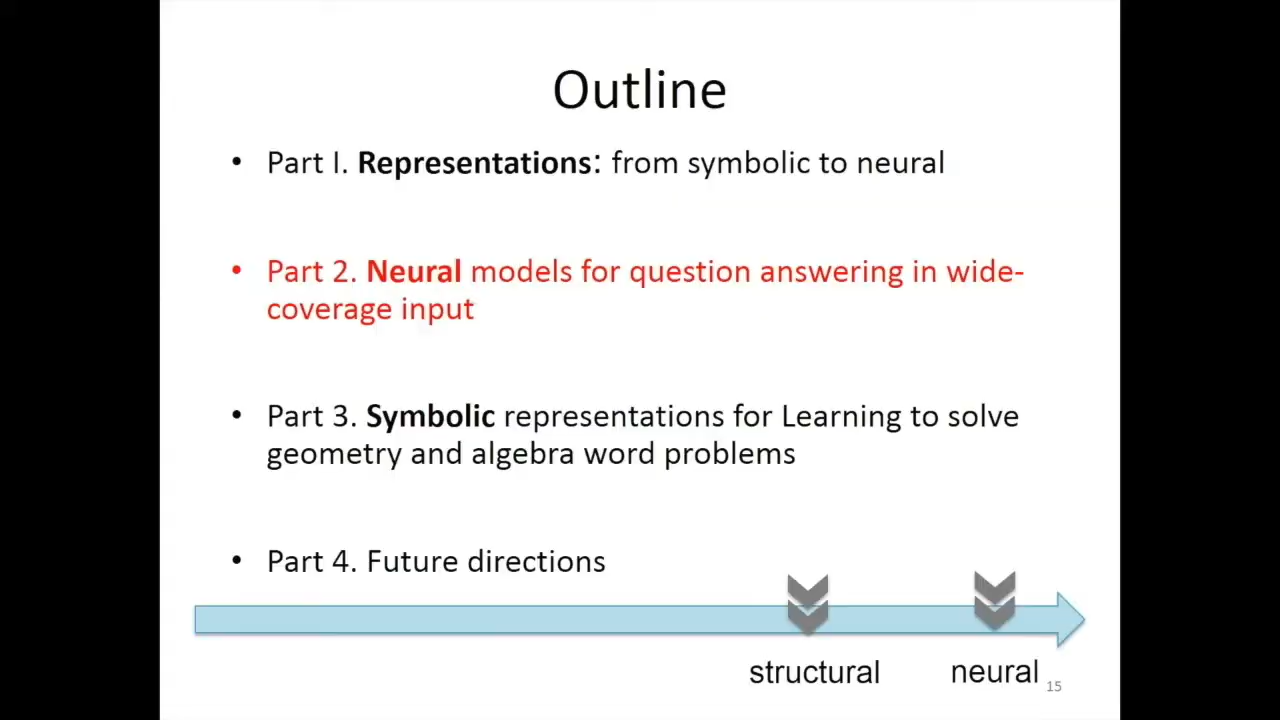 Outline
• Part I. Representations: from symbolic to neural
• Part 2. Neural models for question answering in wide-
coverage input
• Part 3. Symbolic representations for Learning to solve
geometry and algebra word problems
• Part 4. Future directions
structural
neural
15